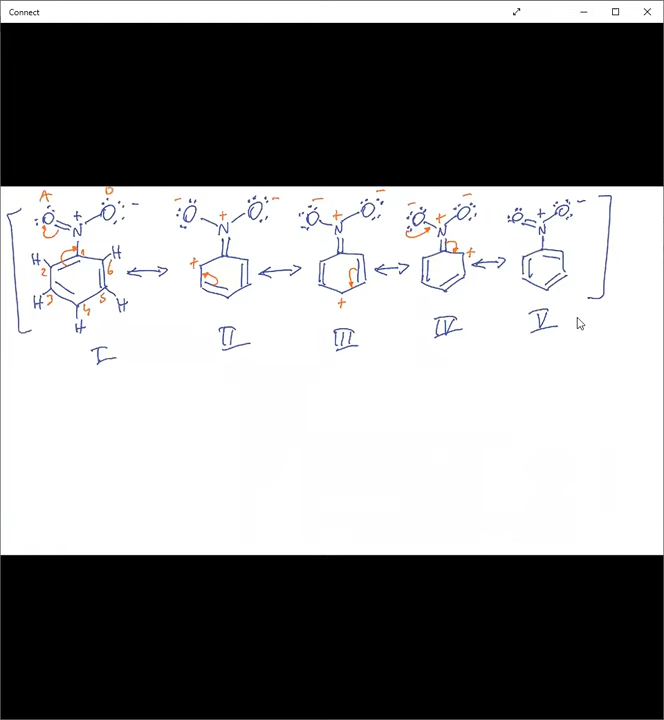 Connect
A B
:O: + :O: -
N
- :O + O: -
N
- :O + O: -
N
- :O + O: -
N
:O + O: -
N
H 1 H
2 6 + +
H 3 5 H
4
H +
I II III IV V